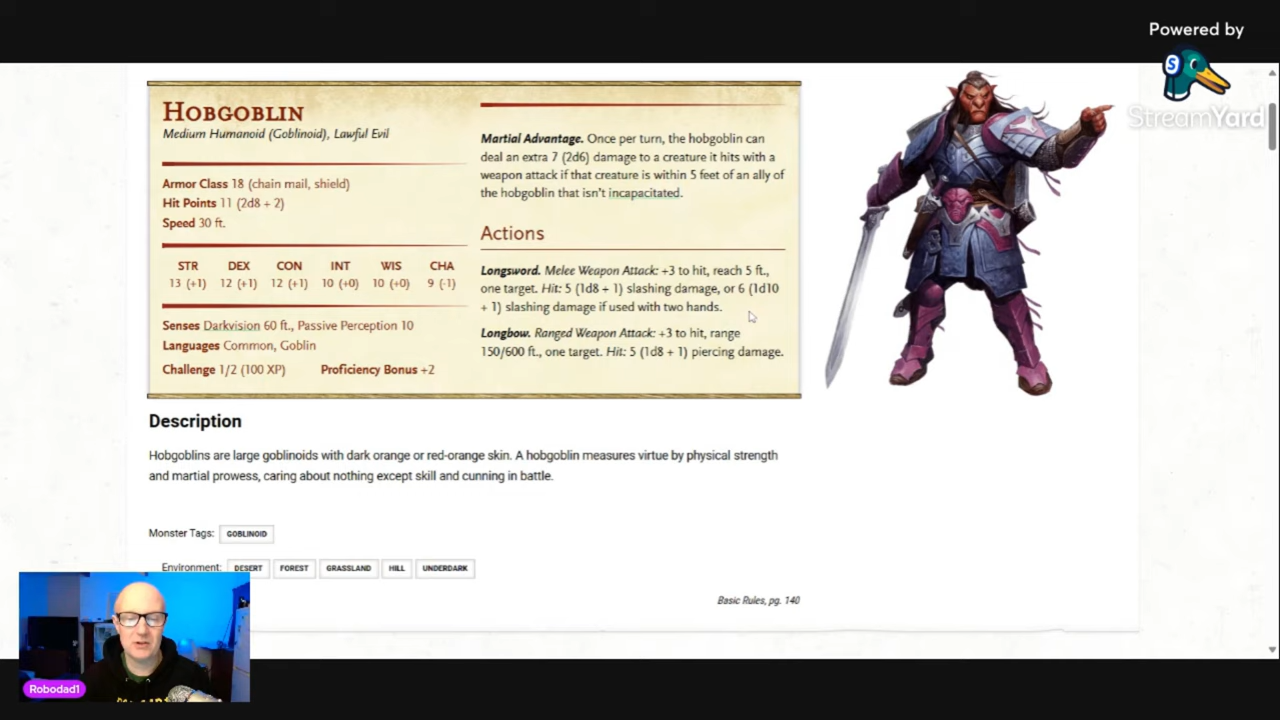 Powered by
StreamYard
HOBGOBLIN
Medium Humanoid (Goblinoid), Lawful Evil
Armor Class 18 (chain mail, shield)
Hit Points 11 (2d8 + 2)
Speed 30 ft.
STR DEX CON INT WIS CHA
13 (+1) 12 (+1) 12 (+1) 10 (+0) 10 (+0) 9 (-1)
Senses Darkvision 60 ft., Passive Perception 10
Languages Common, Goblin
Challenge 1/2 (100 XP) Proficiency Bonus +2
Martial Advantage. Once per turn, the hobgoblin can
deal an extra 7 (2d6) damage to a creature it hits with a
weapon attack if that creature is within 5 feet of an ally of
the hobgoblin that isn't incapacitated.
Actions
Longsword. Melee Weapon Attack: +3 to hit, reach 5 ft.,
one target. Hit: 5 (1d8 + 1) slashing damage, or 6 (1d10
+ 1) slashing damage if used with two hands.
Longbow. Ranged Weapon Attack: +3 to hit, range
150/600 ft., one target. Hit: 5 (1d8 + 1) piercing damage.
Description
Hobgoblins are large goblinoids with dark orange or red-orange skin. A hobgoblin measures virtue by physical strength
and martial prowess, caring about nothing except skill and cunning in battle.
Monster Tags: GOBLINOID
Environment: DESERT FOREST GRASSLAND HILL UNDERDARK
Basic Rules, pg. 140
Robodad1